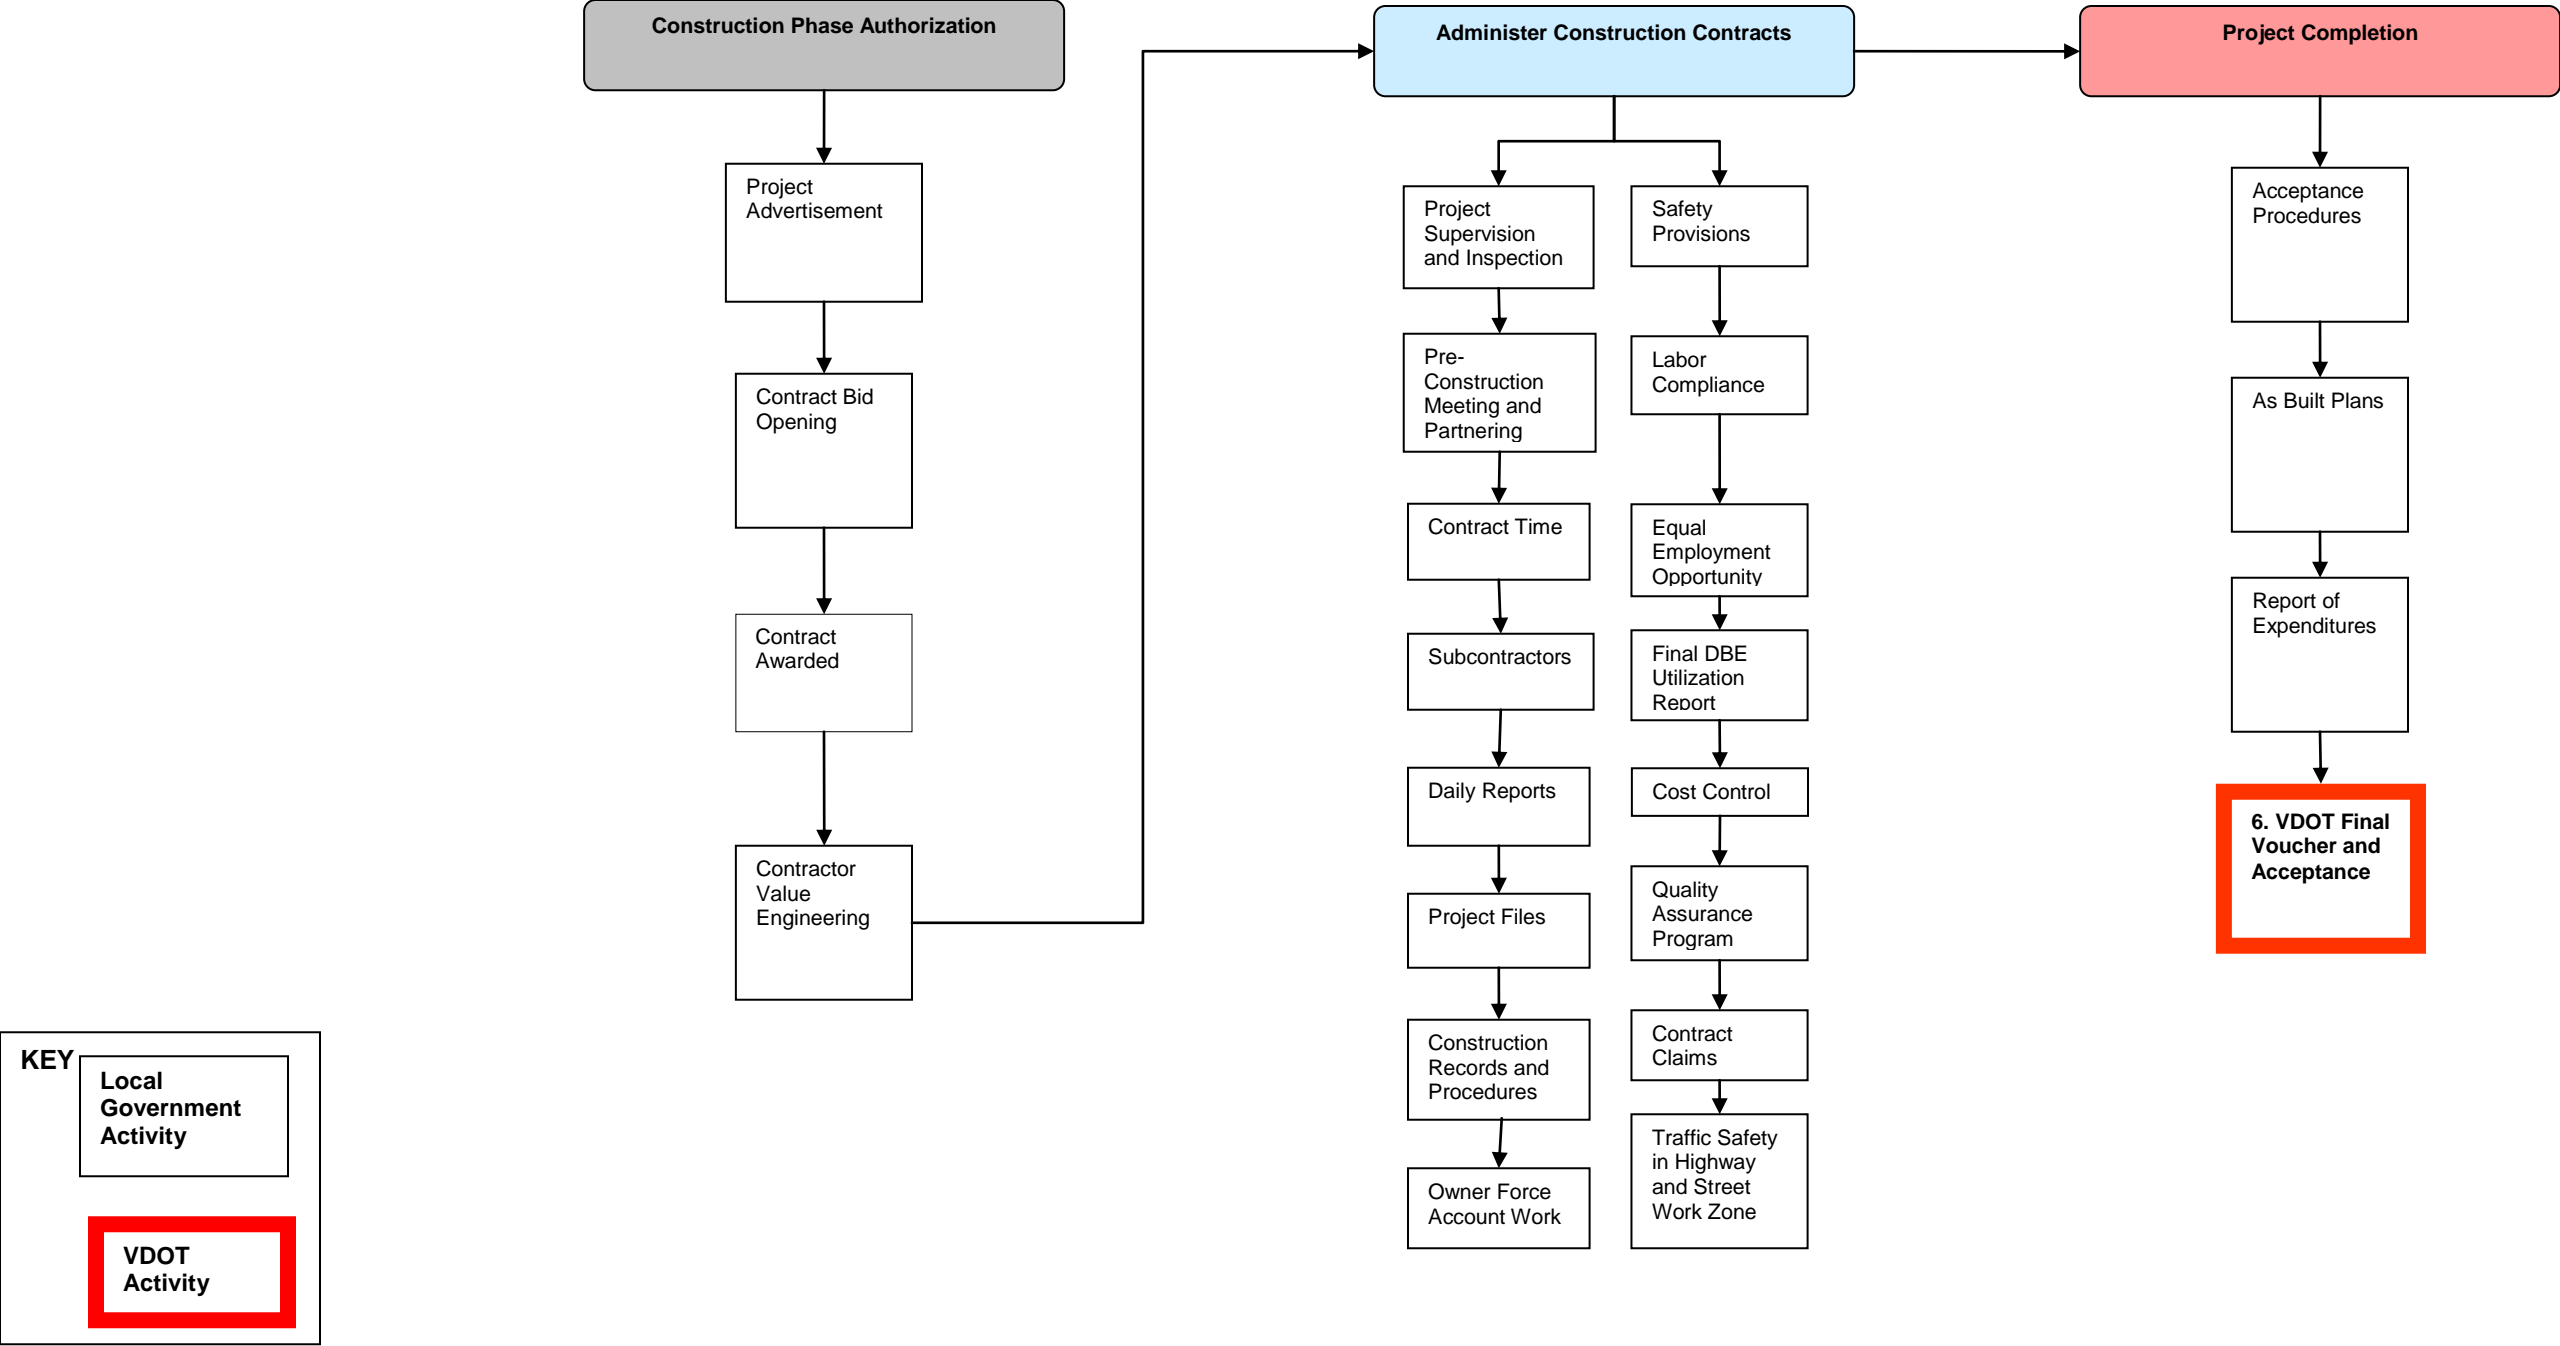 Construction Phase Authorization
Project
Advertisement
Contract Bid
Opening
Contract
Awarded
Contractor
Value
Engineering
Administer Construction Contracts
Project
Supervision
and Inspection
Pre-
Construction
Meeting and
Partnering
Contract Time
Subcontractors
Daily Reports
Project Files
Construction
Records and
Procedures
Owner Force
Account Work
Safety
Provisions
Labor
Compliance
Equal
Employment
Opportunity
Final DBE
Utilization
Report
Cost Control
Quality
Assurance
Program
Contract
Claims
Traffic Safety
in Highway
and Street
Work Zone
Project Completion
Acceptance
Procedures
As Built Plans
Report of
Expenditures
6. VDOT Final
Voucher and
Acceptance
KEY
Local
Government
Activity
VDOT
Activity